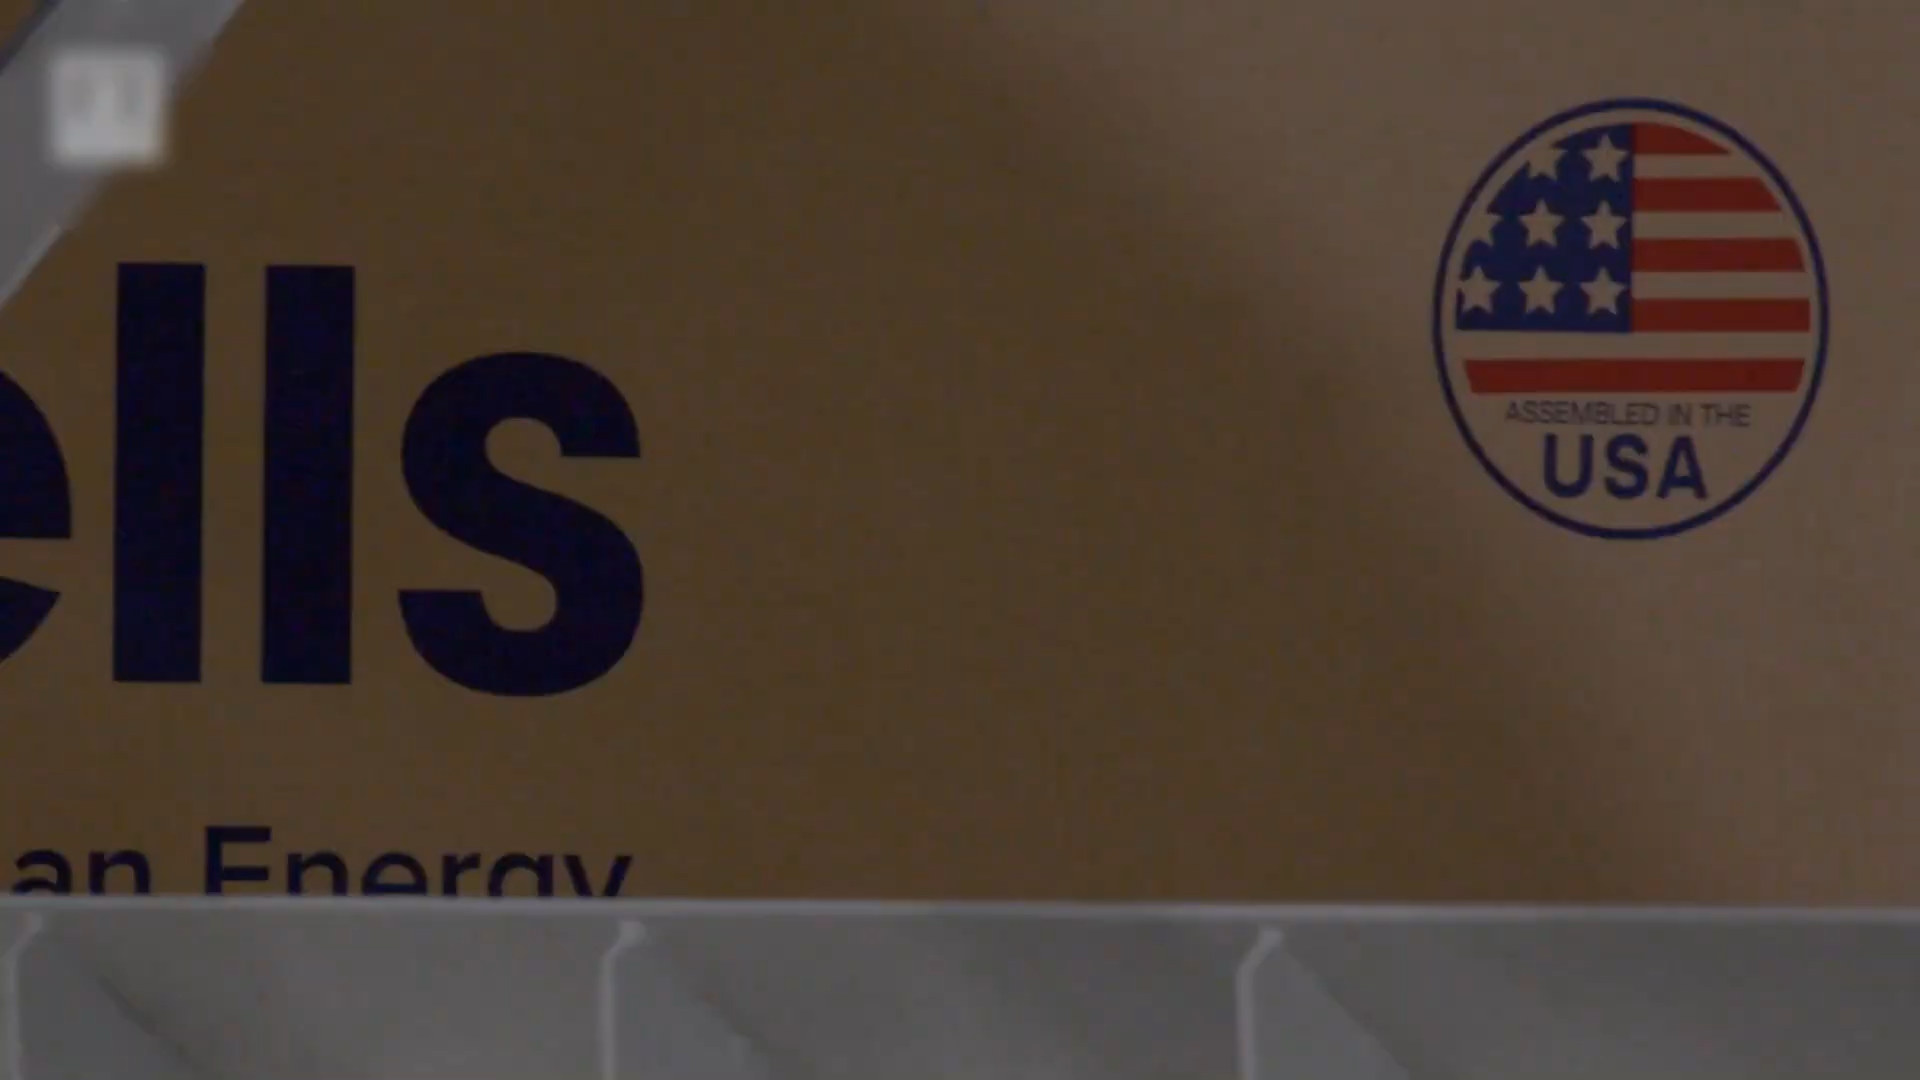 ells
an Energy
ASSEMBLED IN THE
USA